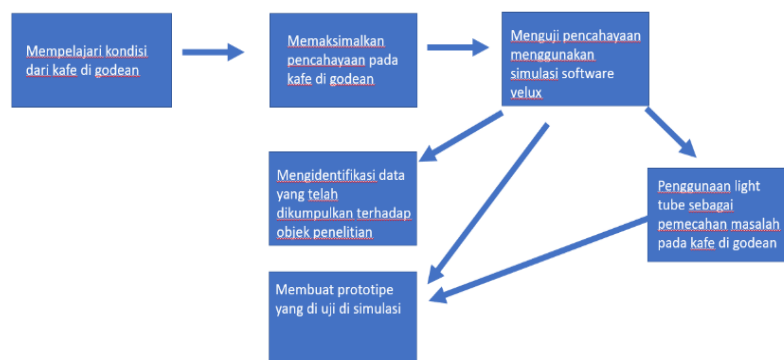 Mempelajari kondisi
dari kafe di godean
Memaksimalkan
pencahayaan pada
kafe di godean
Menguji pencahayaan
menggunakan
simulasi software
velux
Mengidentifikasi data
yang telah
dikumpulkan terhadap
objek penelitian
Penggunaan light
tube sebagai
pemecahan masalah
pada kafe di godean
Membuat prototipe
yang di uji di simulasi